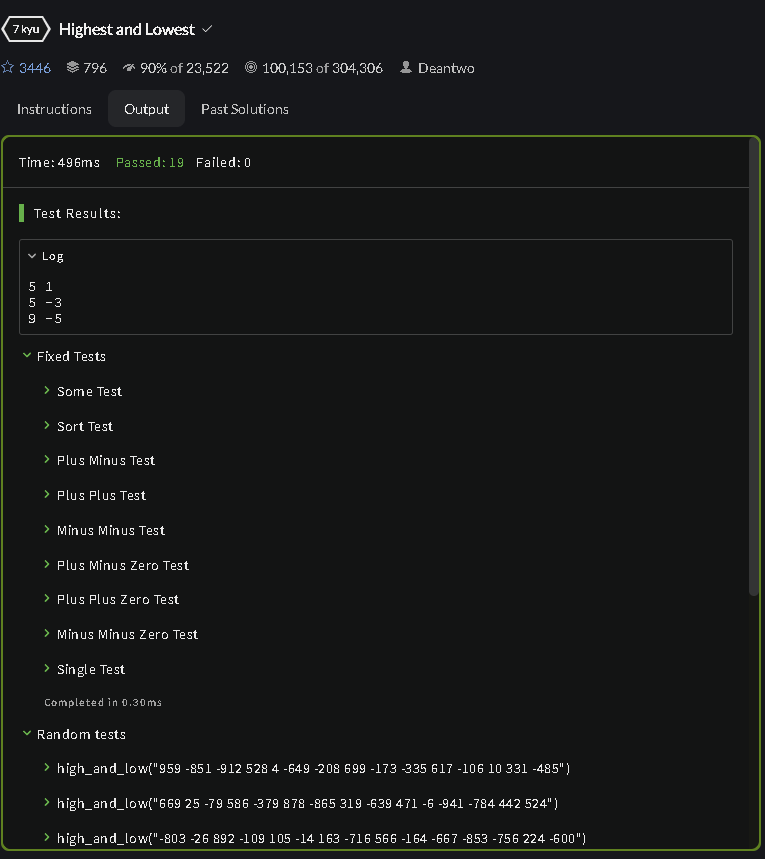 7 kyu Highest and Lowest
3446 796 90% of 23,522 100,153 of 304,306 Deantwo
Instructions Output Past Solutions
Time: 496ms Passed: 19 Failed: 0
Test Results:
Log
5 1
5 -3
9 -5
Fixed Tests
Some Test
Sort Test
Plus Minus Test
Plus Plus Test
Minus Minus Test
Plus Minus Zero Test
Plus Plus Zero Test
Minus Minus Zero Test
Single Test
Completed in 0.30ms
Random tests
high_and_low("959 -851 -912 528 4 -649 -208 699 -173 -335 617 -106 10 331 -485")
high_and_low("669 25 -79 586 -379 878 -865 319 -639 471 -6 -941 -784 442 524")
high_and_low("-803 -26 892 -109 105 -14 163 -716 566 -164 -667 -853 -756 224 -600")